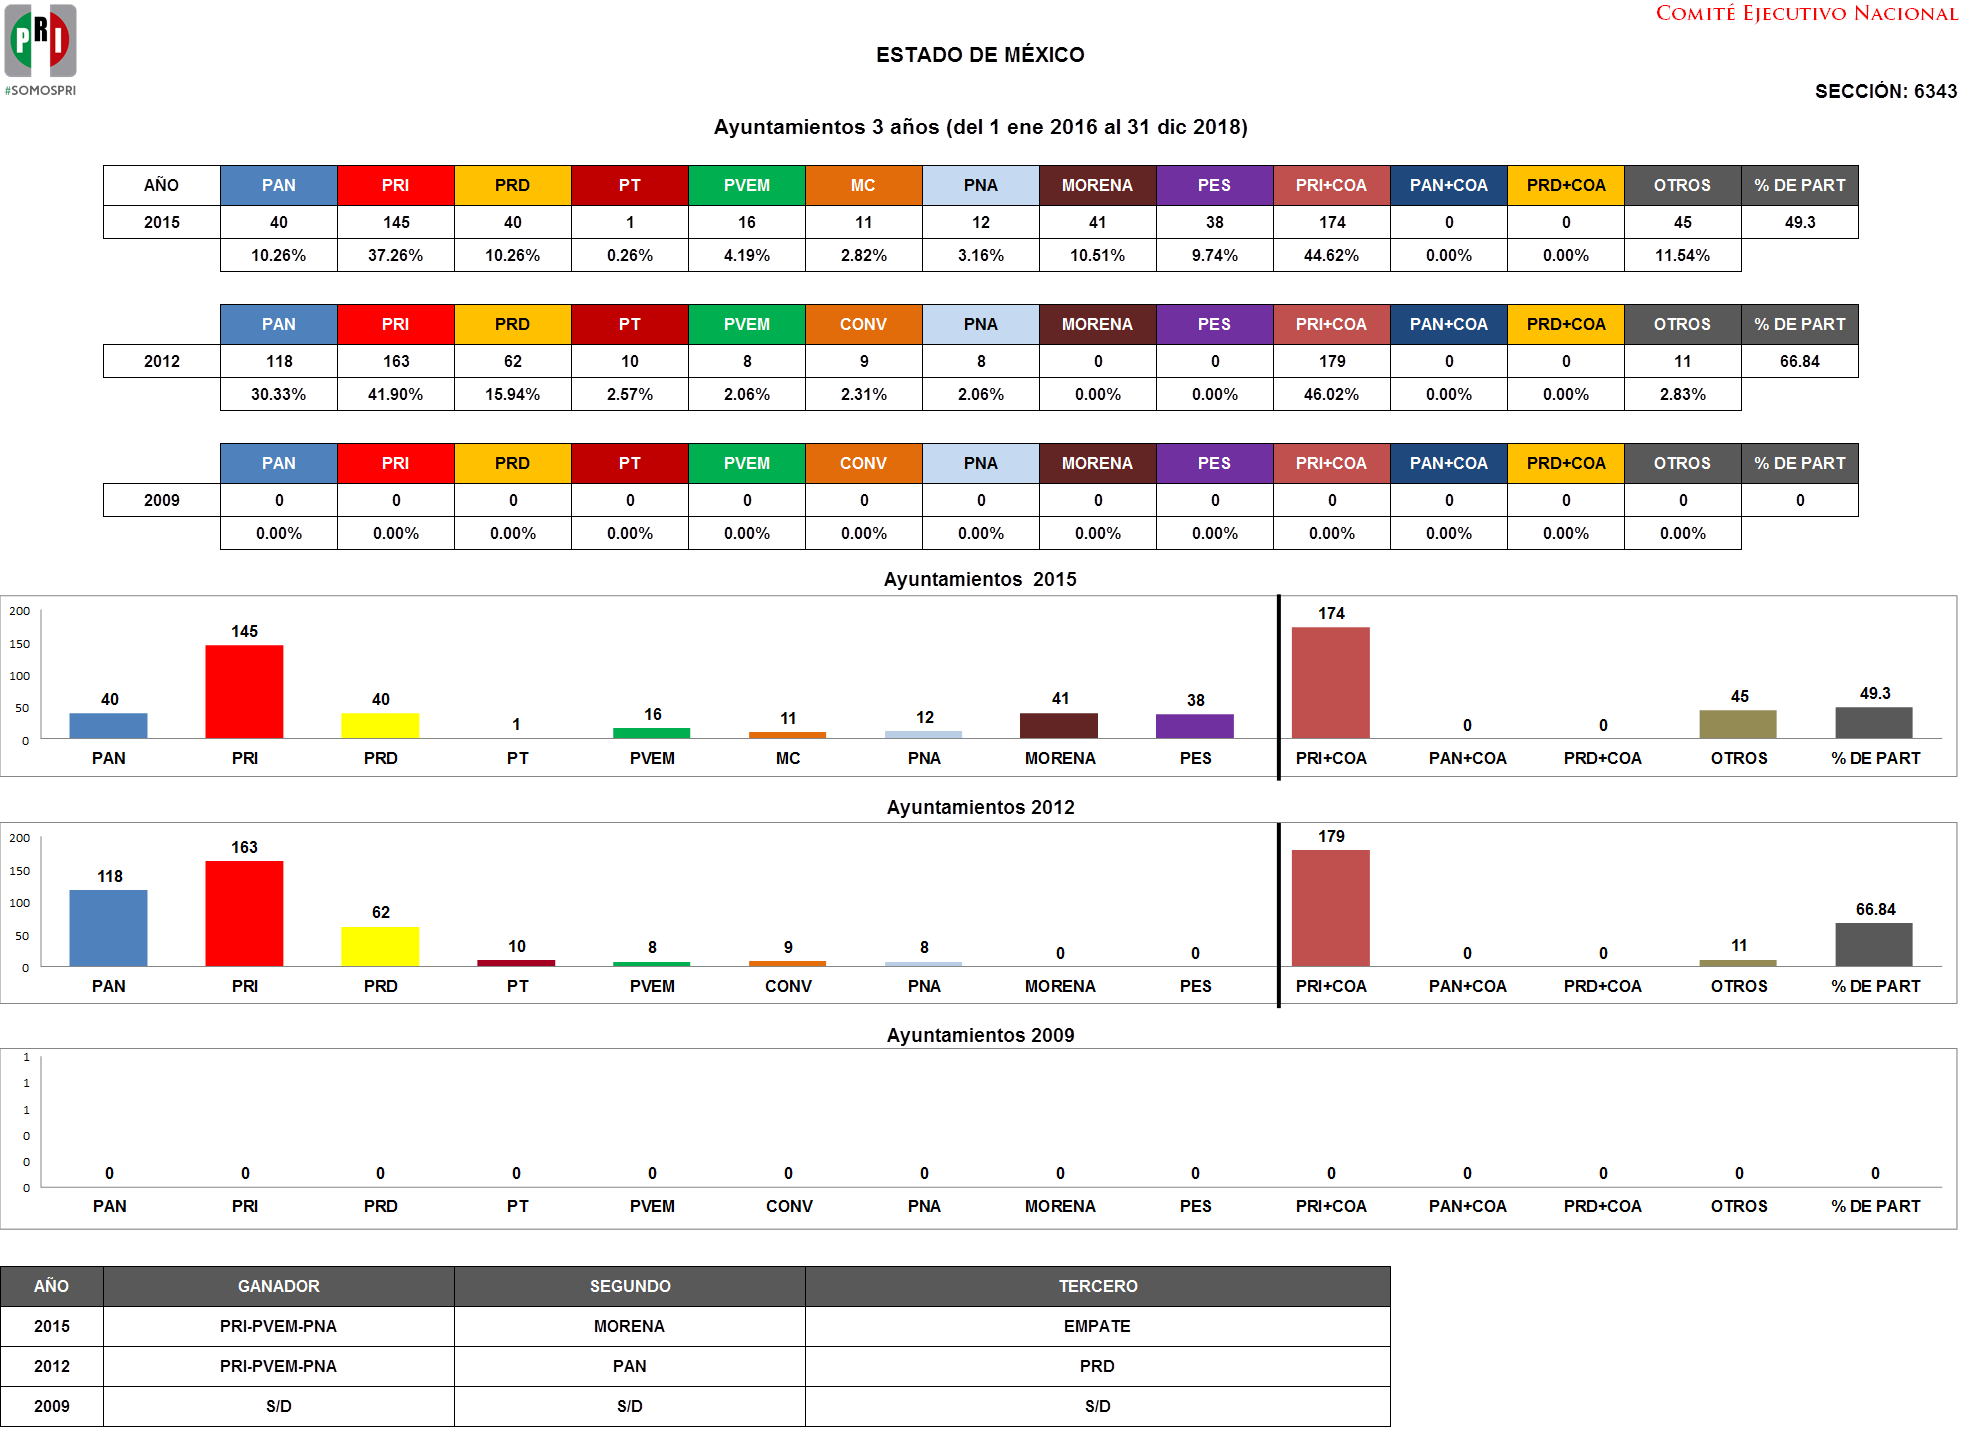 PRI
#SOMOSPRI
COMITÉ EJECUTIVO NACIONAL
ESTADO DE MÉXICO
SECCIÓN: 6343
Ayuntamientos 3 años (del 1 ene 2016 al 31 dic 2018)
AÑO PAN PRI PRD PT PVEM MC PNA MORENA PES PRI+COA PAN+COA PRD+COA OTROS % DE PART
2015 40 145 40 1 16 11 12 41 38 174 0 0 45 49.3
10.26% 37.26% 10.26% 0.26% 4.19% 2.82% 3.16% 10.51% 9.74% 44.62% 0.00% 0.00% 11.54%
PAN PRI PRD PT PVEM CONV PNA MORENA PES PRI+COA PAN+COA PRD+COA OTROS % DE PART
2012 118 163 62 10 8 9 8 0 0 179 0 0 11 66.84
30.33% 41.90% 15.94% 2.57% 2.06% 2.31% 2.06% 0.00% 0.00% 46.02% 0.00% 0.00% 2.83%
PAN PRI PRD PT PVEM CONV PNA MORENA PES PRI+COA PAN+COA PRD+COA OTROS % DE PART
2009 0 0 0 0 0 0 0 0 0 0 0 0 0 0
0.00% 0.00% 0.00% 0.00% 0.00% 0.00% 0.00% 0.00% 0.00% 0.00% 0.00% 0.00% 0.00%
Ayuntamientos 2015
200
150
100
50
0
40 145 40 1 16 11 12 41 38 174 0 0 45 49.3
PAN PRI PRD PT PVEM MC PNA MORENA PES PRI+COA PAN+COA PRD+COA OTROS % DE PART
Ayuntamientos 2012
200
150
100
50
0
118 163 62 10 8 9 8 0 0 179 0 0 11 66.84
PAN PRI PRD PT PVEM CONV PNA MORENA PES PRI+COA PAN+COA PRD+COA OTROS % DE PART
Ayuntamientos 2009
1
1
1
0
0
0
0 0 0 0 0 0 0 0 0 0 0 0 0 0
PAN PRI PRD PT PVEM CONV PNA MORENA PES PRI+COA PAN+COA PRD+COA OTROS % DE PART
AÑO GANADOR SEGUNDO TERCERO
2015 PRI-PVEM-PNA MORENA EMPATE
2012 PRI-PVEM-PNA PAN PRD
2009 S/D S/D S/D